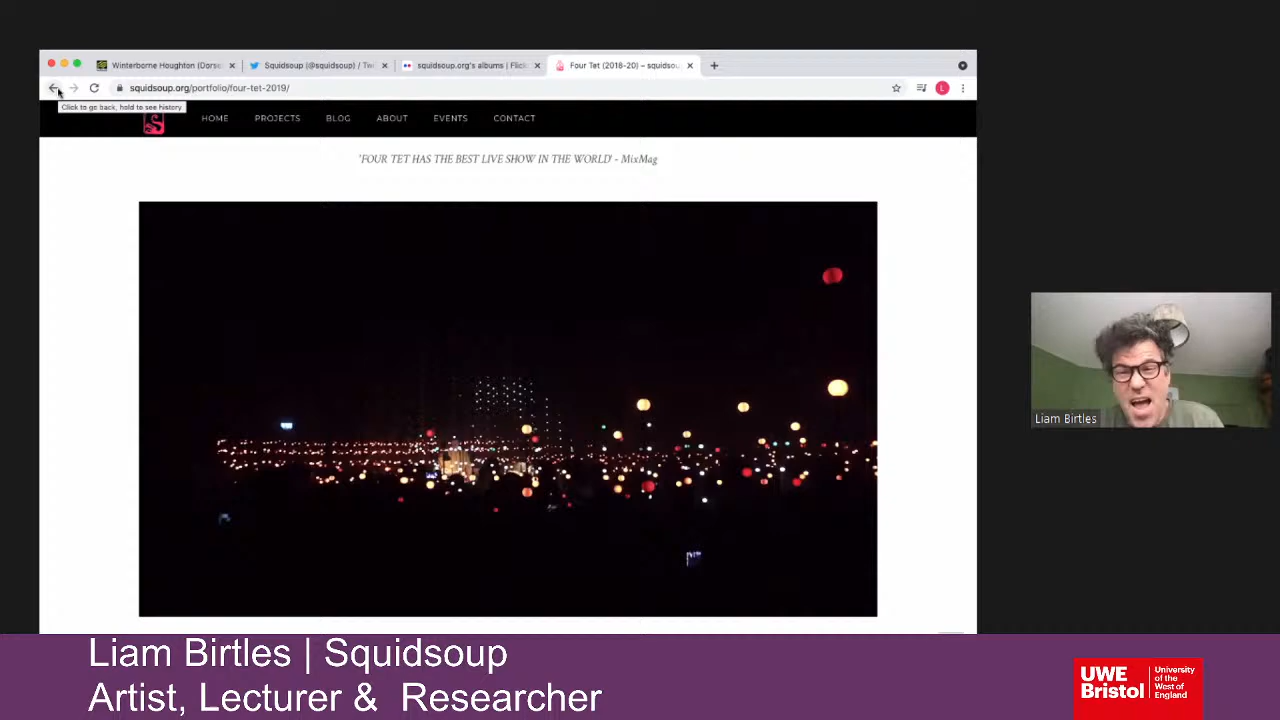 Winterborne Houghton (Dorse
Squidsoup (@squidsoup) / Tw
squidsoup.org's albums | Flick
Four Tet (2018-20) – squidsou
squidsoup.org/portfolio/four-tet-2019/
L
Click to go back, hold to see history
S
HOME
PROJECTS
BLOG
ABOUT
EVENTS
CONTACT
'FOUR TET HAS THE BEST LIVE SHOW IN THE WORLD' - MixMag
Liam Birtles
Liam Birtles | Squidsoup
Artist, Lecturer & Researcher
UWE
Bristol
University
of the
West of
England